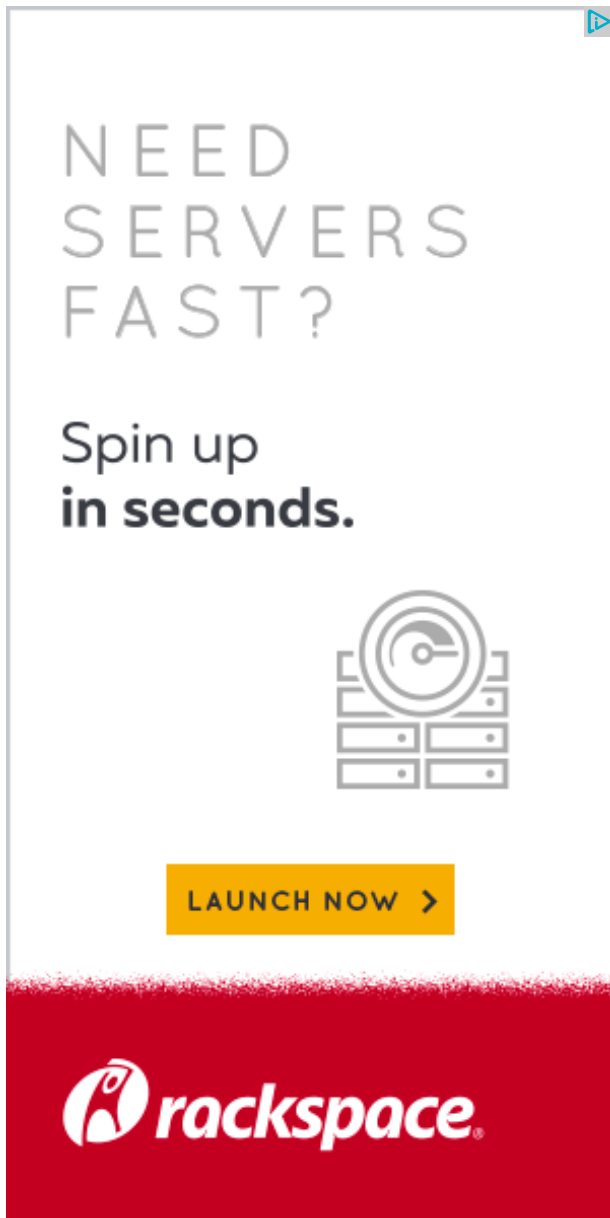 NEED
SERVERS
FAST?
Spin up
in seconds.
LAUNCH NOW >
rackspace®